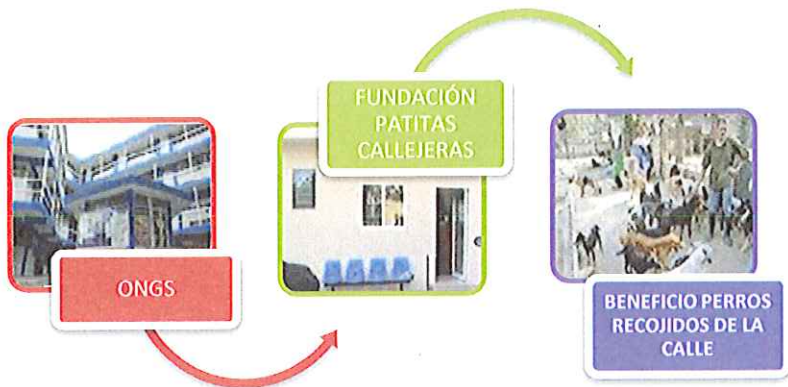 ONGS
FUNDACIÓN
PATITAS
CALLEJERAS
BENEFICIO PERROS
RECOJIDOS DE LA
CALLE